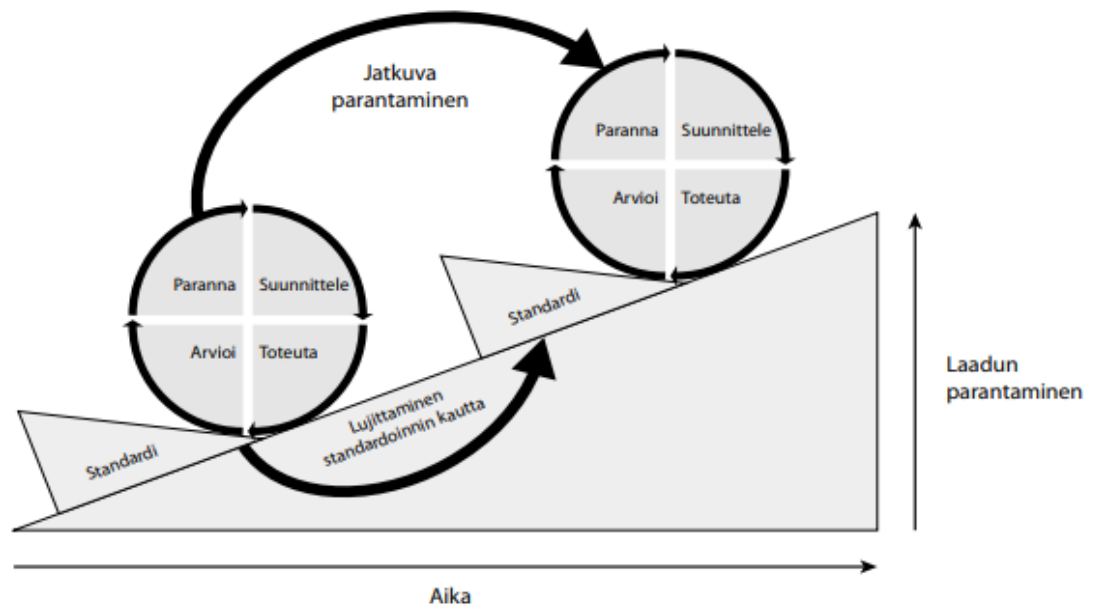 Jatkuva
parantaminen
Paranna
Suunnittele
Arvioi
Toteuta
Paranna
Suunnittele
Arvioi
Toteuta
Standardi
Standardi
Lujittaminen
standardoinnin kautta
Laadun
parantaminen
Aika